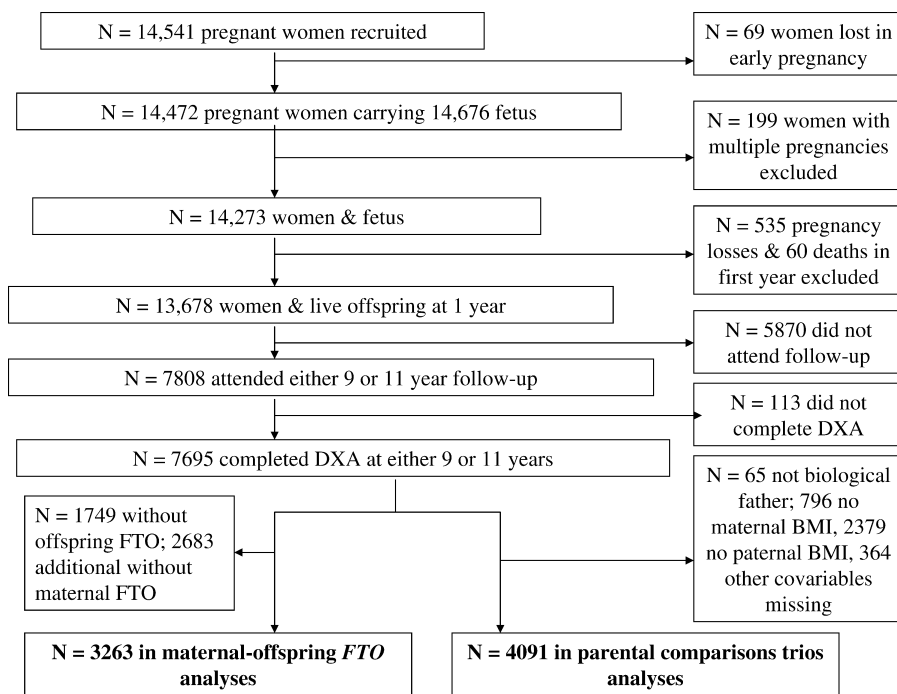 N = 14,541 pregnant women recruited
N = 69 women lost in
early pregnancy
N = 14,472 pregnant women carrying 14,676 fetus
N = 199 women with
multiple pregnancies
excluded
N = 14,273 women & fetus
N = 535 pregnancy
losses & 60 deaths in
first year excluded
N = 13,678 women & live offspring at 1 year
N = 5870 did not
attend follow-up
N = 7808 attended either 9 or 11 year follow-up
N = 113 did not
complete DXA
N = 7695 completed DXA at either 9 or 11 years
N = 65 not biological
father; 796 no
maternal BMI, 2379
no paternal BMI, 364
other covariables
missing
N = 1749 without
offspring FTO; 2683
additional without
maternal FTO
N = 3263 in maternal-offspring FTO
analyses
N = 4091 in parental comparisons trios
analyses